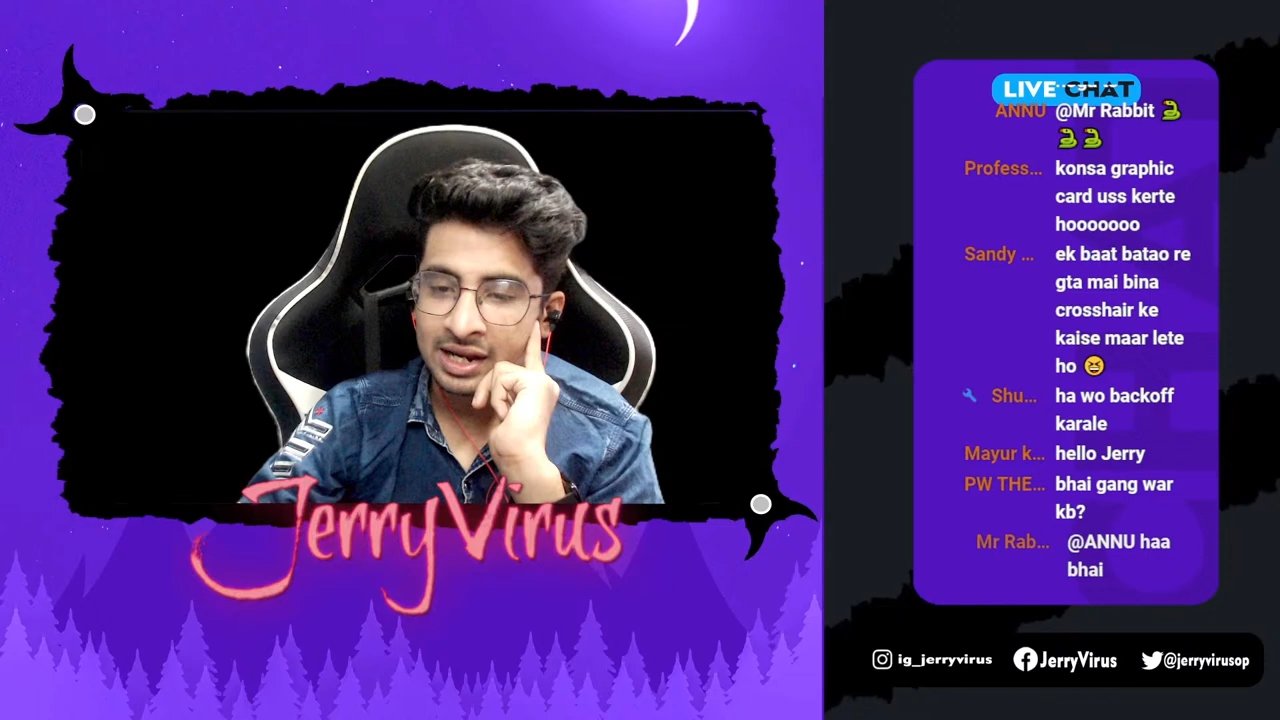 LIVE CHAT
ANNU @Mr Rabbit 🐍
🐍 🐍
Profess... konsa graphic
card uss kerte
hooooooo
Sandy ... ek baat batao re
gta mai bina
crosshair ke
kaise maar lete
ho 😆
Shu... ha wo backoff
karale
Mayur k... hello Jerry
PW THE... bhai gang war
kb?
Mr Rab... @ANNU haa
bhai
JerryVirus
ig_jerryvirus JerryVirus @jerryvirusop